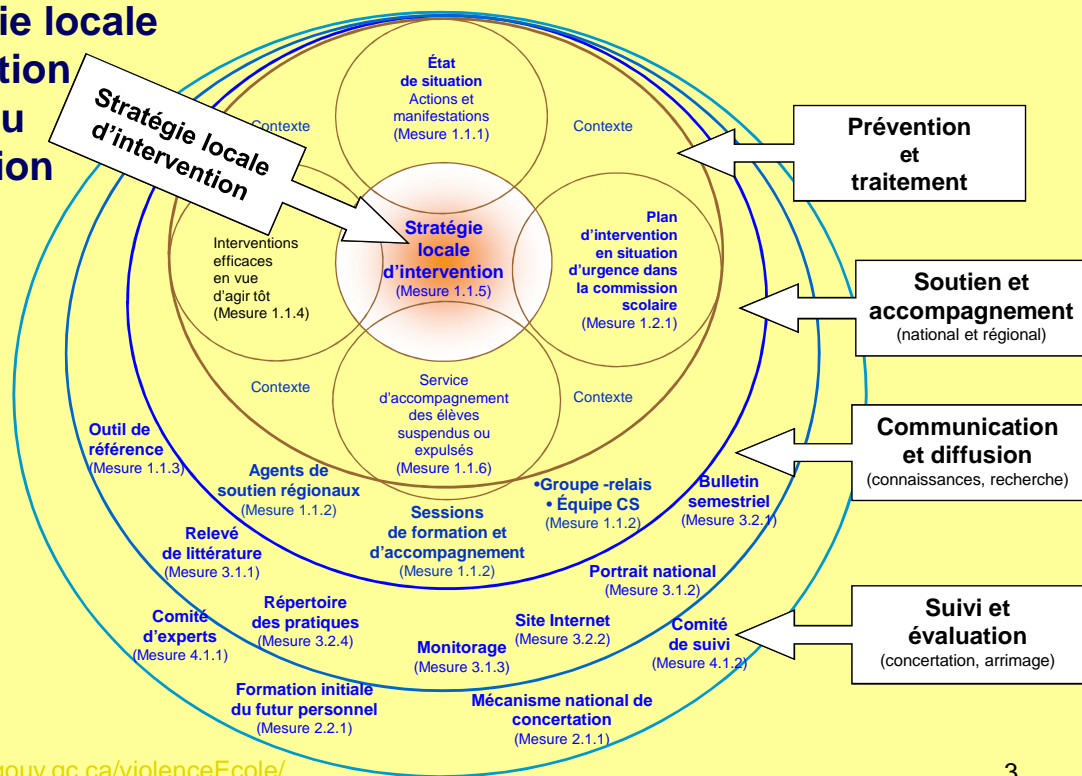 gie locale
tion
u
ion
Stratégie locale
d'intervention
État
de situation
Actions et
manifestations
(Mesure 1.1.1)
Contexte
Contexte
Prévention
et
traitement
Interventions
efficaces
en vue
d'agir tôt
(Mesure 1.1.4)
Stratégie
locale
d'intervention
(Mesure 1.1.5)
Plan
d'intervention
en situation
d'urgence dans
la commission
scolaire
(Mesure 1.2.1)
Soutien et
accompagnement
(national et régional)
Contexte
Contexte
Service
d'accompagnement
des élèves
suspendus ou
expulsés
(Mesure 1.1.6)
Communication
et diffusion
(connaissances, recherche)
Outil de
référence
(Mesure 1.1.3)
Agents de
soutien régionaux
(Mesure 1.1.2)
Sessions
de formation et
d'accompagnement
(Mesure 1.1.2)
•Groupe -relais
• Équipe CS
(Mesure 1.1.2)
Bulletin
semestriel
(Mesure 3.2.1)
Relevé
de littérature
(Mesure 3.1.1)
Portrait national
(Mesure 3.1.2)
Comité
d'experts
(Mesure 4.1.1)
Répertoire
des pratiques
(Mesure 3.2.4)
Monitorage
(Mesure 3.1.3)
Site Internet
(Mesure 3.2.2)
Comité
de suivi
(Mesure 4.1.2)
Suivi et
évaluation
(concertation, arrimage)
Formation initiale
du futur personnel
(Mesure 2.2.1)
Mécanisme national de
concertation
(Mesure 2.1.1)
gouv.qc.ca/violenceEcole/
3